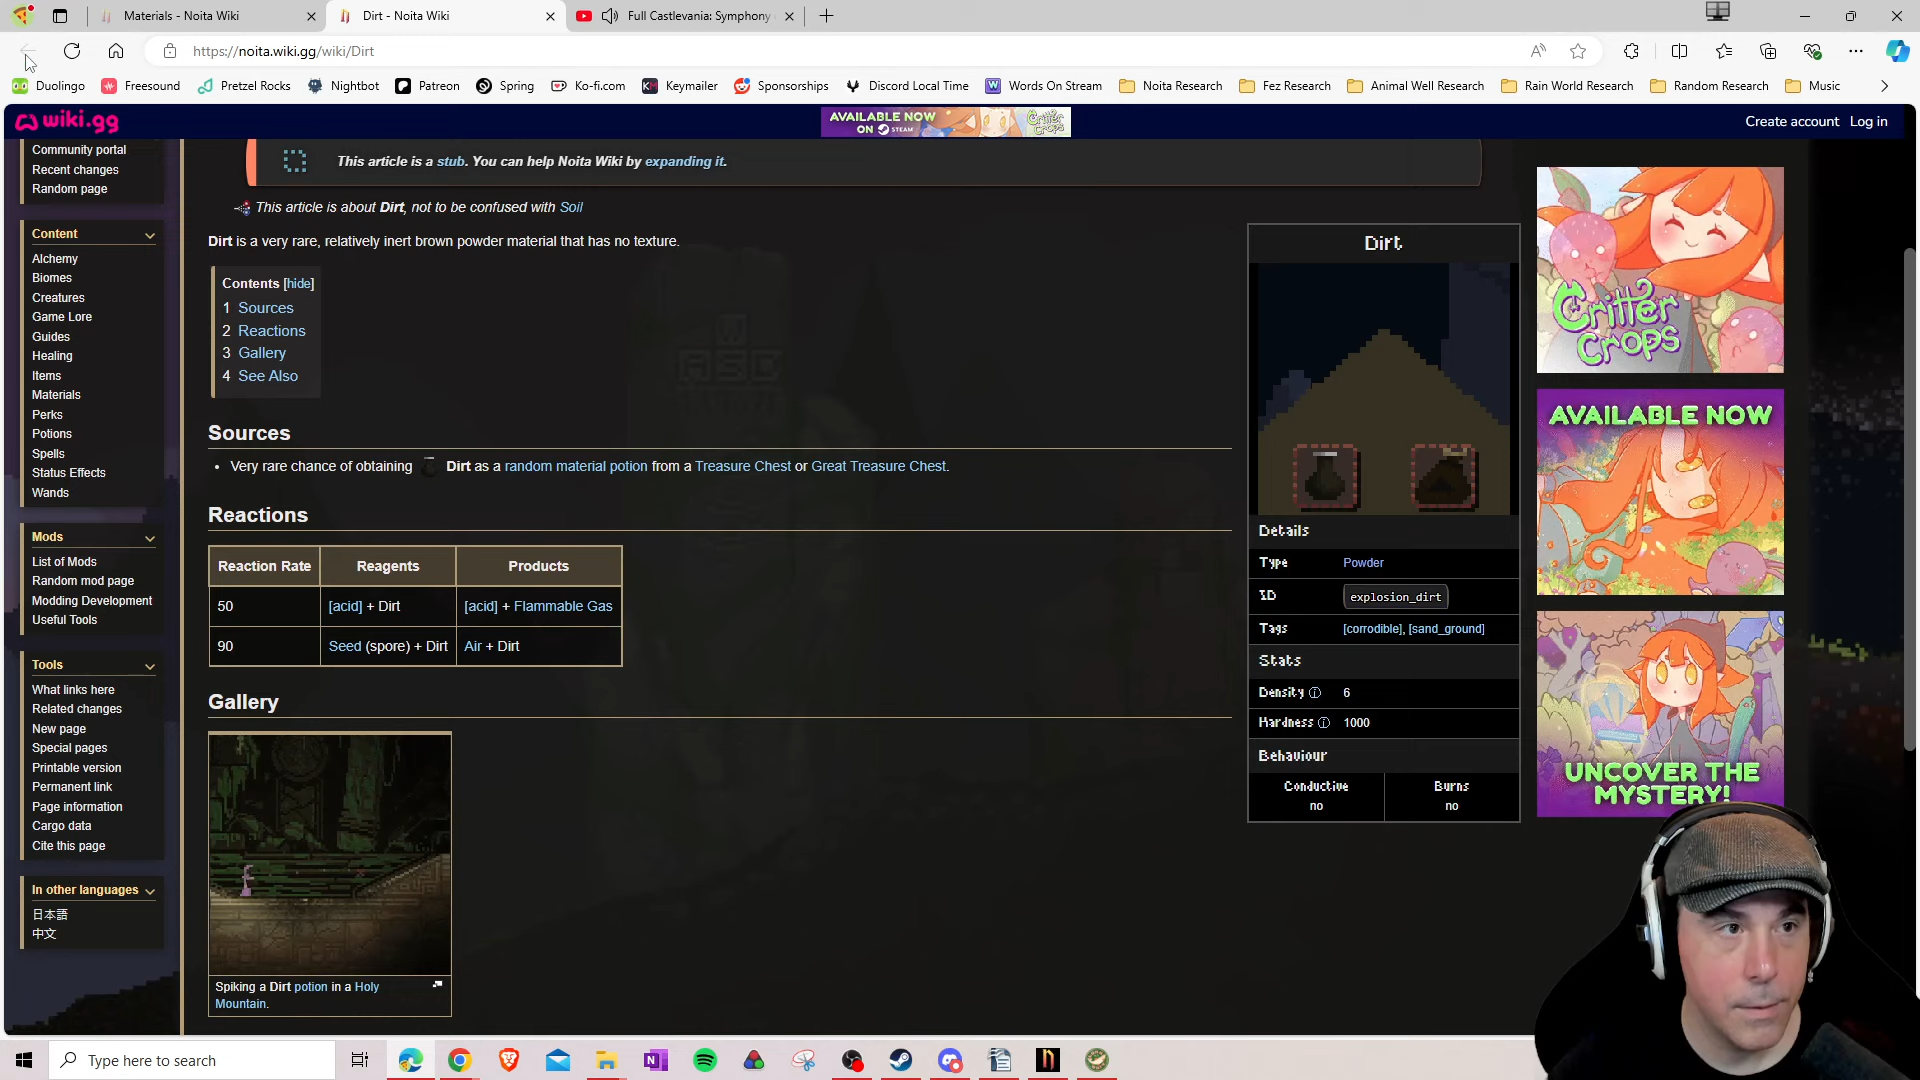 Materials - Noita Wiki
Dirt - Noita Wiki
Full Castlevania: Symphony
https://noita.wiki.gg/wiki/Dirt
Duolingo
Freesound
Pretzel Rocks
Nightbot
Patreon
Spring
Ko-fi.com
Keymailer
Sponsorships
Discord Local Time
Words On Stream
Noita Research
Fez Research
Animal Well Research
Rain World Research
Random Research
Music
wiki.gg
AVAILABLE NOW
ON STEAM
Critter Crops
Create account
Log in
Community portal
Recent changes
Random page
Content
Alchemy
Biomes
Creatures
Game Lore
Guides
Healing
Items
Materials
Perks
Potions
Spells
Status Effects
Wands
Mods
List of Mods
Random mod page
Modding Development
Useful Tools
Tools
What links here
Related changes
New page
Special pages
Printable version
Permanent link
Page information
Cargo data
Cite this page
In other languages
日本語
中文
This article is a stub. You can help Noita Wiki by expanding it.
This article is about Dirt, not to be confused with Soil
Dirt is a very rare, relatively inert brown powder material that has no texture.
Contents [hide]
1 Sources
2 Reactions
3 Gallery
4 See Also
Sources
• Very rare chance of obtaining Dirt as a random material potion from a Treasure Chest or Great Treasure Chest.
Reactions
Reaction Rate Reagents Products
50 [acid] + Dirt [acid] + Flammable Gas
90 Seed (spore) + Dirt Air + Dirt
Gallery
Spiking a Dirt potion in a Holy
Mountain.
Dirt
Details
Type Powder
ID explosion_dirt
Tags [corrodible], [sand_ground]
Stats
Density 6
Hardness 1000
Behaviour
Conductive Burns
no no
W
ASD
Critter
Crops
AVAILABLE NOW
UNCOVER THE
MYSTERY!
Type here to search